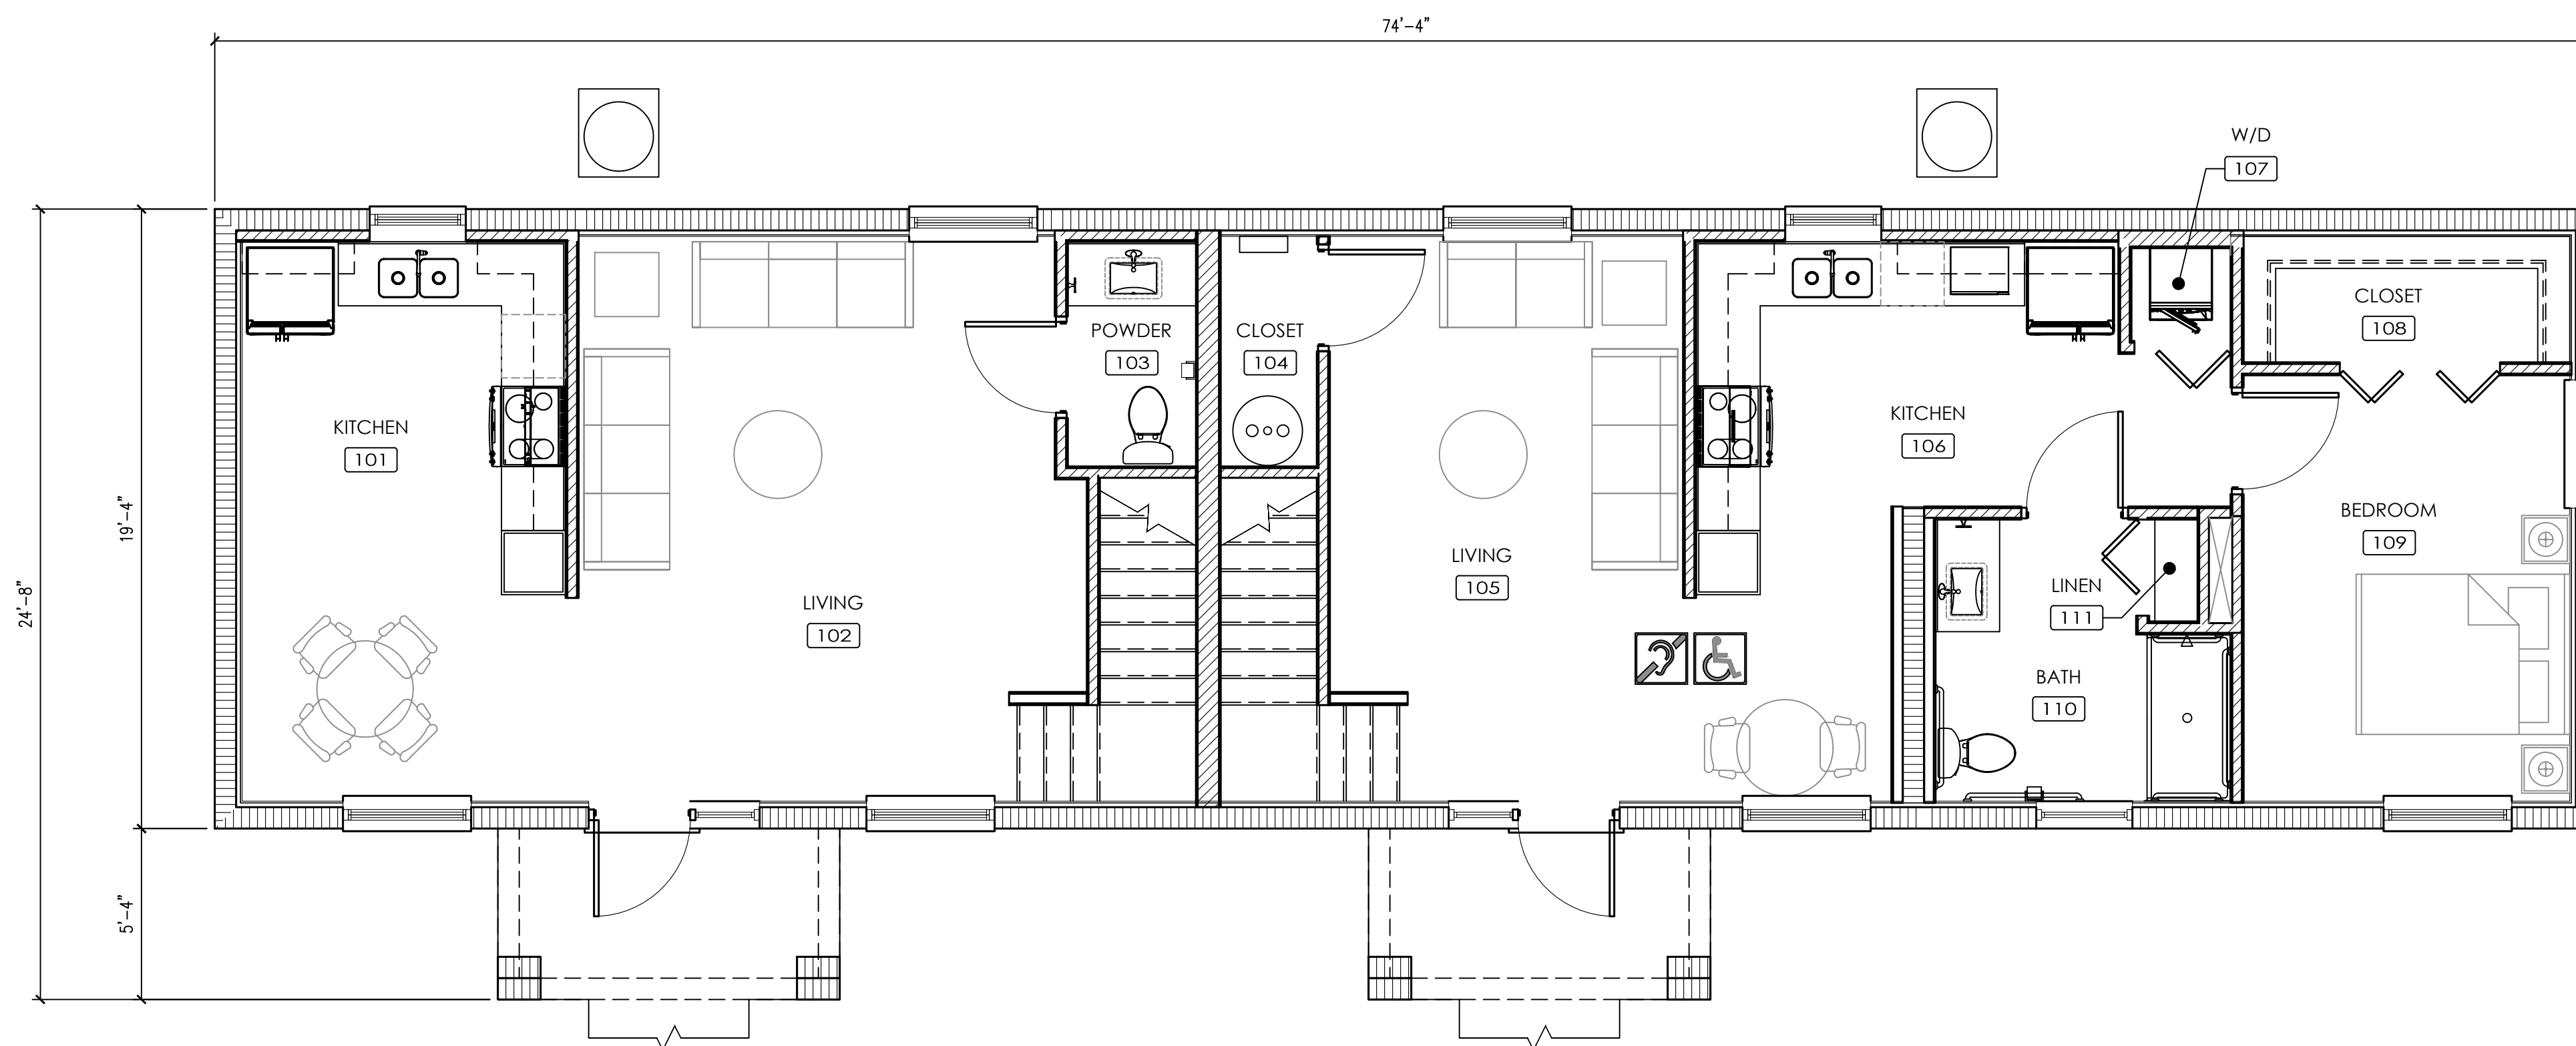 74'-4"
W/D
107
CLOSET
108
POWDER
103
CLOSET
104
KITCHEN
101
KITCHEN
106
19'-4"
24'-8"
BEDROOM
109
LIVING
105
LINEN
111
LIVING
102
BATH
110
5'-4"